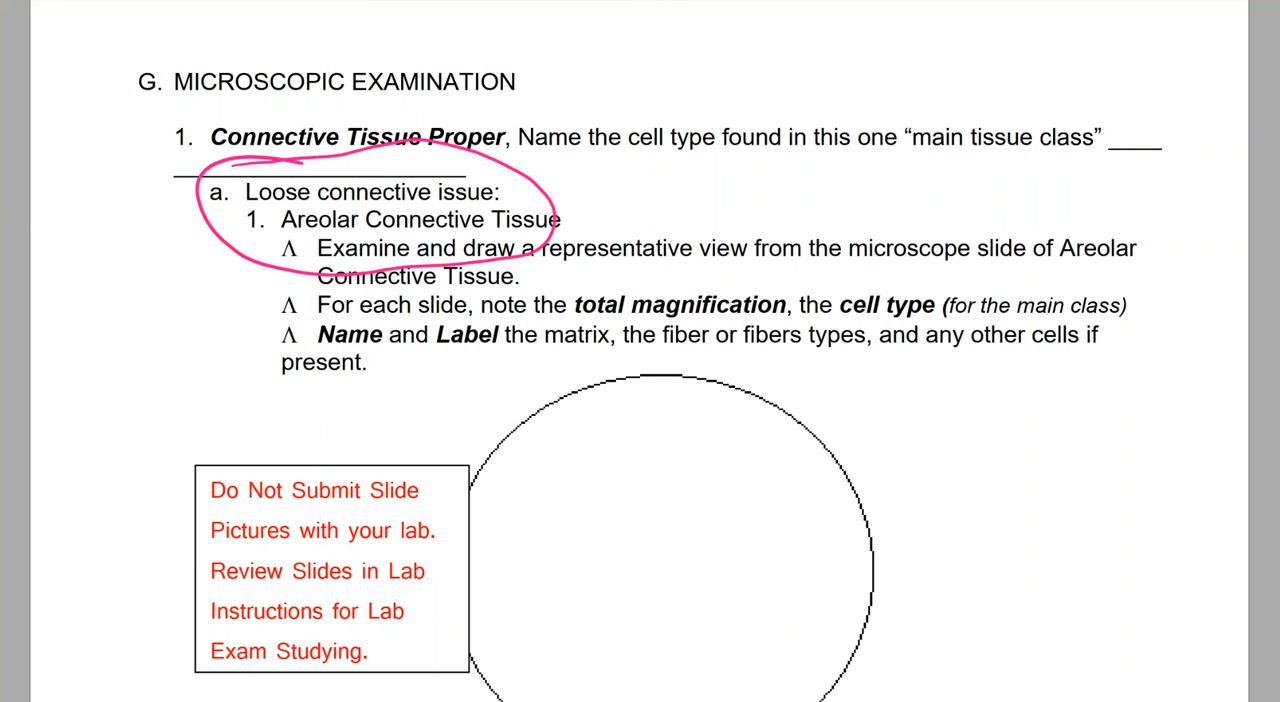 G. MICROSCOPIC EXAMINATION
1. Connective Tissue Proper, Name the cell type found in this one “main tissue class” ____
______________________
a. Loose connective issue:
1. Areolar Connective Tissue
Λ Examine and draw a representative view from the microscope slide of Areolar
Connective Tissue.
Λ For each slide, note the total magnification, the cell type (for the main class)
Λ Name and Label the matrix, the fiber or fibers types, and any other cells if
present.
Do Not Submit Slide
Pictures with your lab.
Review Slides in Lab
Instructions for Lab
Exam Studying.